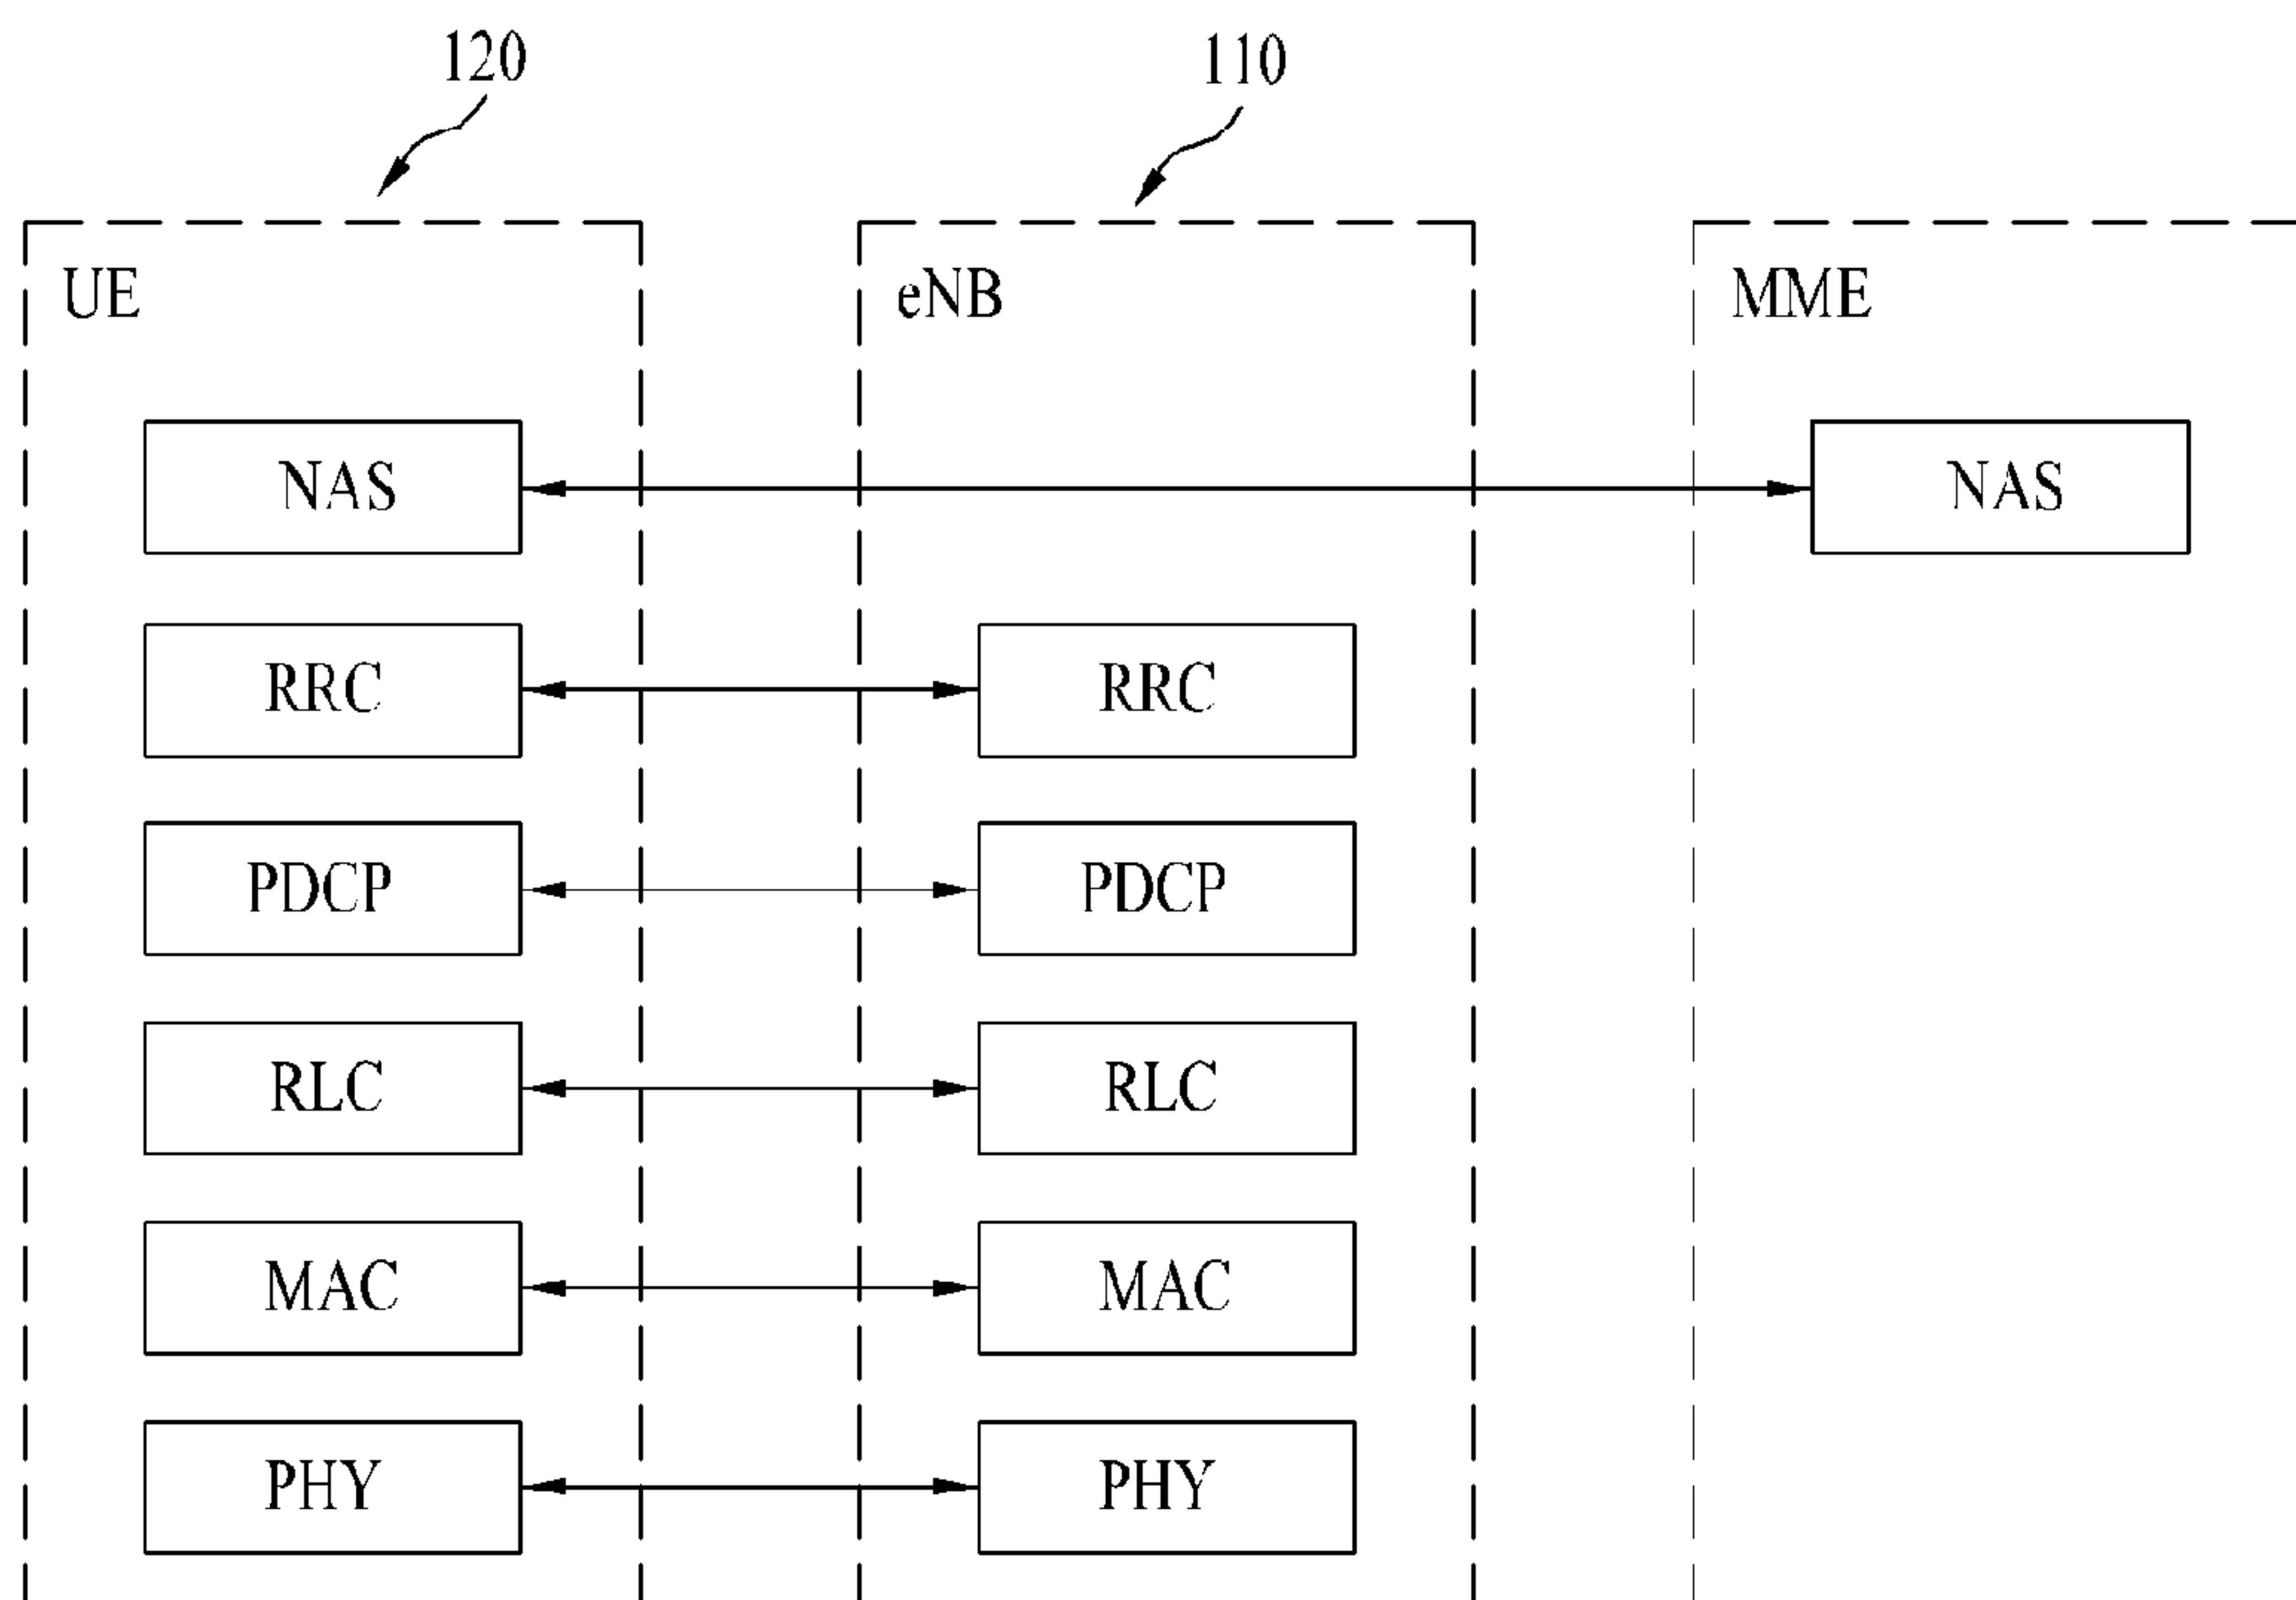 120
110
UE
eNB
MME
NAS
NAS
RRC
RRC
PDCP
PDCP
RLC
RLC
MAC
MAC
PHY
PHY